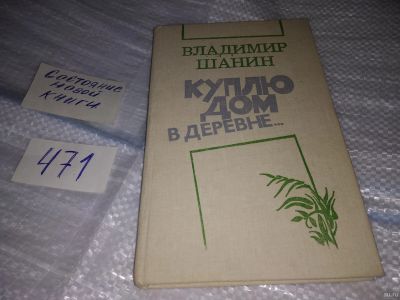 ВЛАДИМИР
ШАНИН
КУПЛЮ
ДОМ
В ДЕРЕВНЕ...
Состояние
новой
книги
471